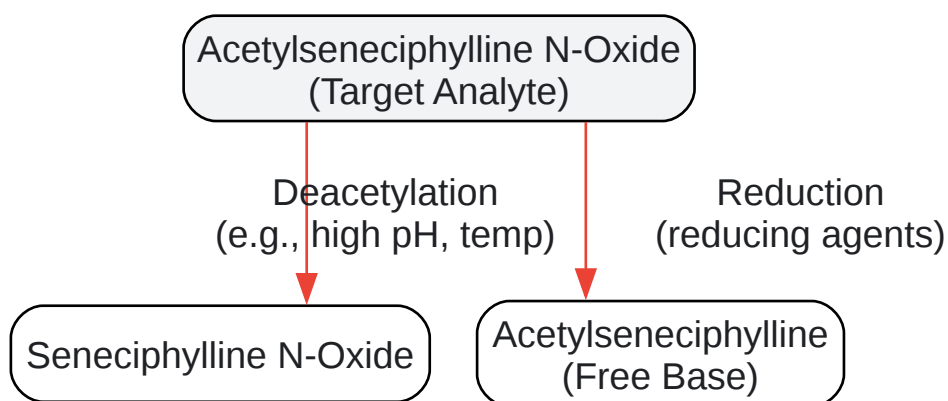 Acetylseneciphylline N-Oxide
(Target Analyte)
Deacetylation
(e.g., high pH, temp)
Reduction
(reducing agents)
Seneciphylline N-Oxide
Acetylseneciphylline
(Free Base)